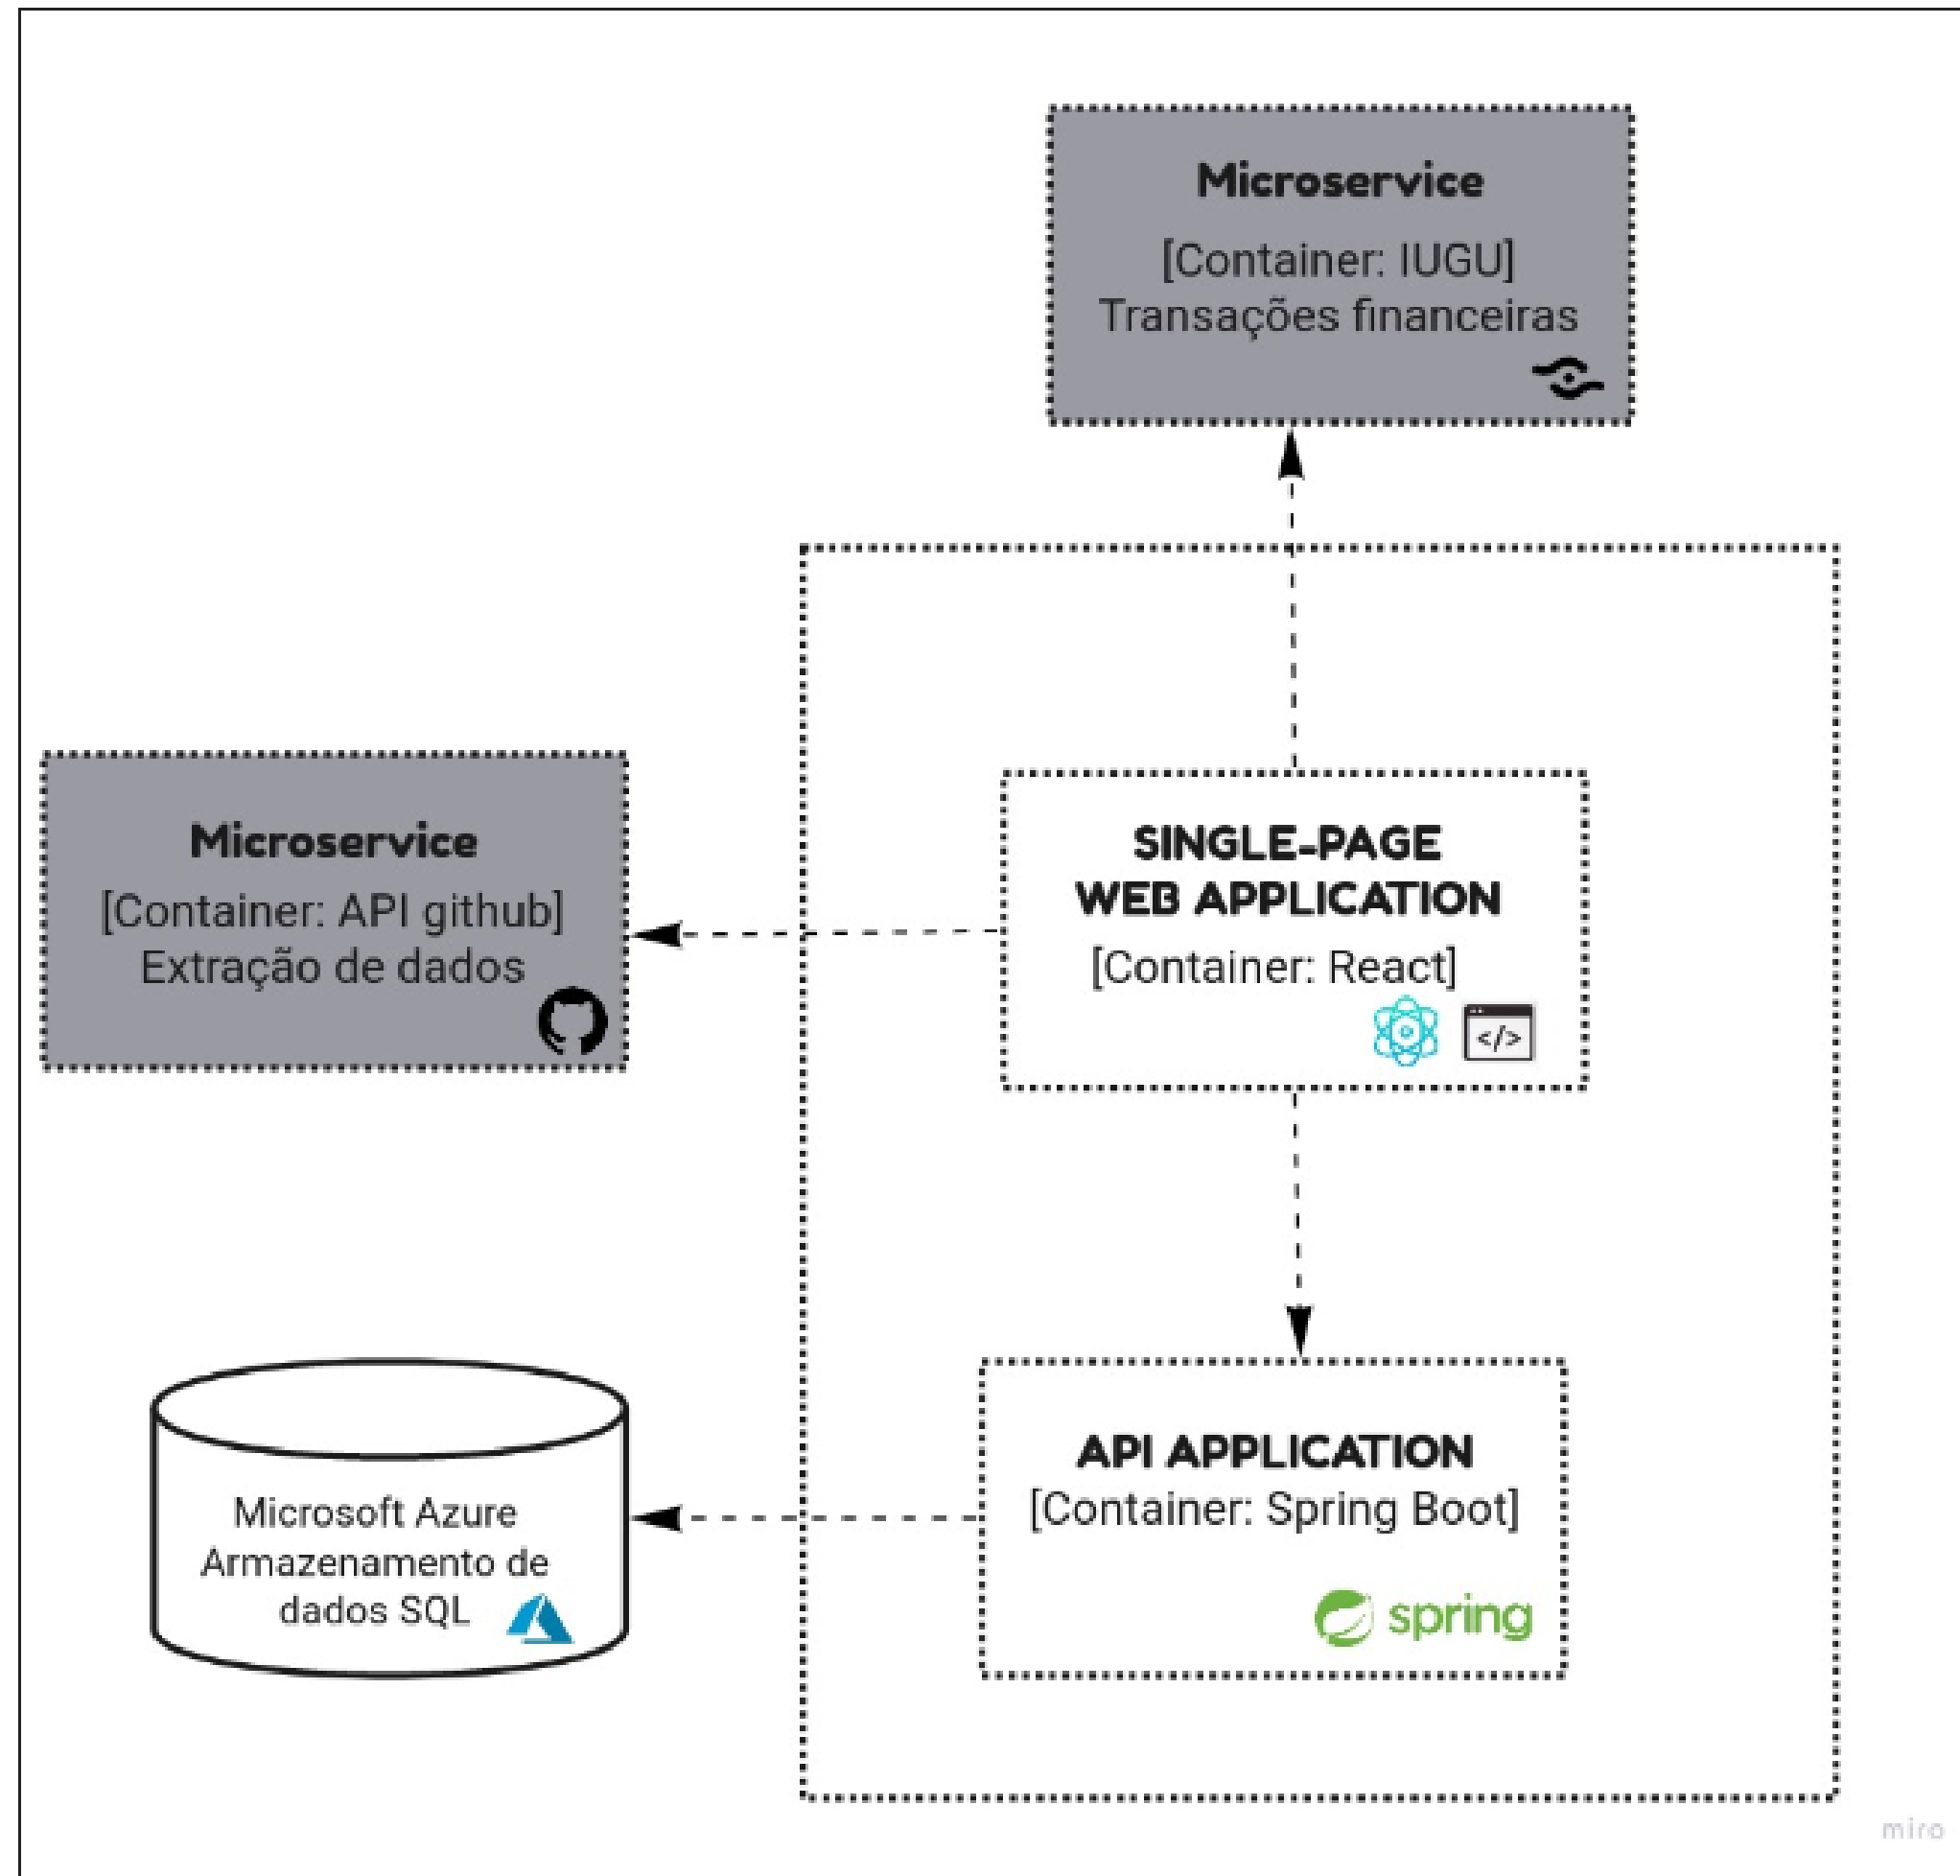 Microservice
[Container: IUGU]
Transações financeiras
Microservice
[Container: API github]
Extração de dados
SINGLE-PAGE
WEB APPLICATION
[Container: React]
</>
Microsoft Azure
Armazenamento de
dados SQL
API APPLICATION
[Container: Spring Boot]
spring
miro